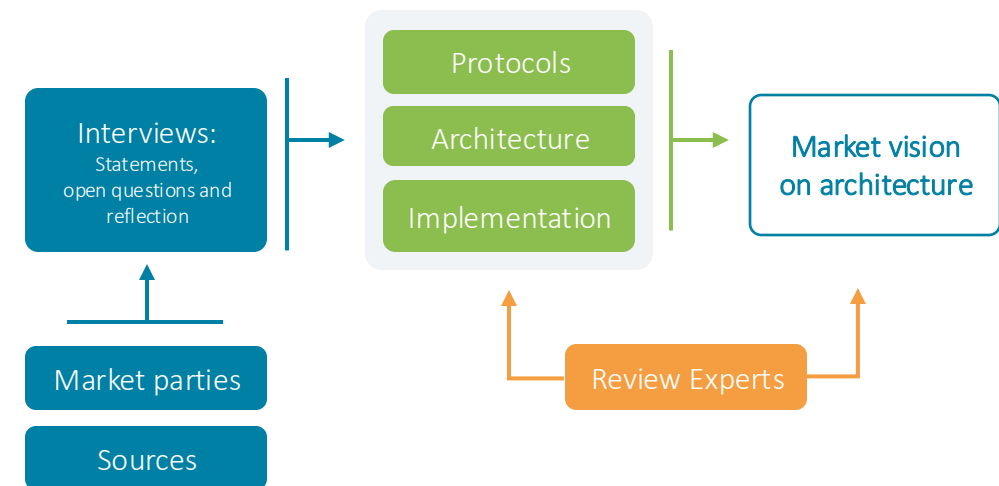 Interviews:
Statements,
open questions and
reflection
Market parties
Sources
Protocols
Architecture
Implementation
Review Experts
Market vision
on architecture